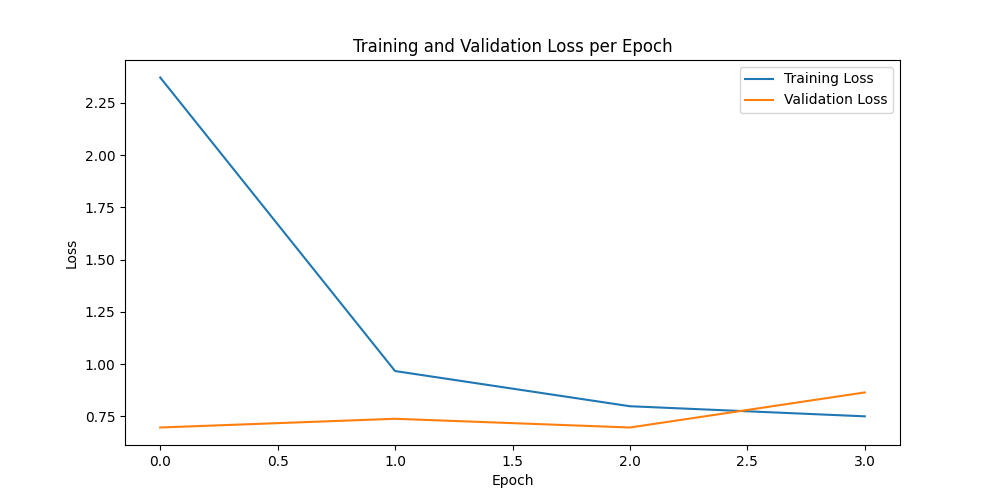 Training and Validation Loss per Epoch
Training Loss
Validation Loss
2.25
2.00
1.75
1.50
1.25
1.00
0.75
Loss
0.0 0.5 1.0 1.5 2.0 2.5 3.0
Epoch